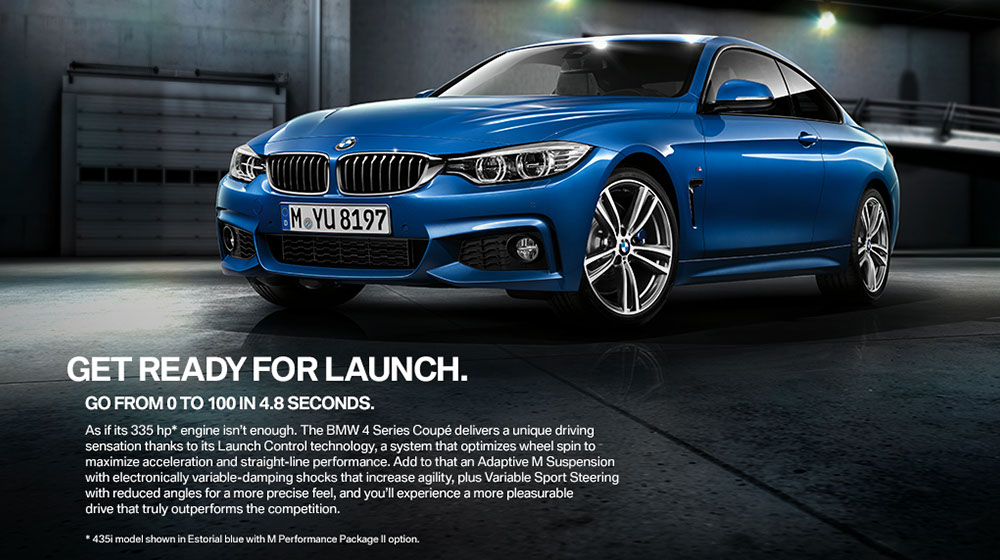 M YU 8197
GET READY FOR LAUNCH.
GO FROM 0 TO 100 IN 4.8 SECONDS.
As if its 335 hp* engine isn't enough. The BMW 4 Series Coupé delivers a unique driving
sensation thanks to its Launch Control technology, a system that optimizes wheel spin to
maximize acceleration and straight-line performance. Add to that an Adaptive M Suspension
with electronically variable-damping shocks that increase agility, plus Variable Sport Steering
with reduced angles for a more precise feel, and you'll experience a more pleasurable
drive that truly outperforms the competition.
* 435i model shown in Estorial blue with M Performance Package II option.